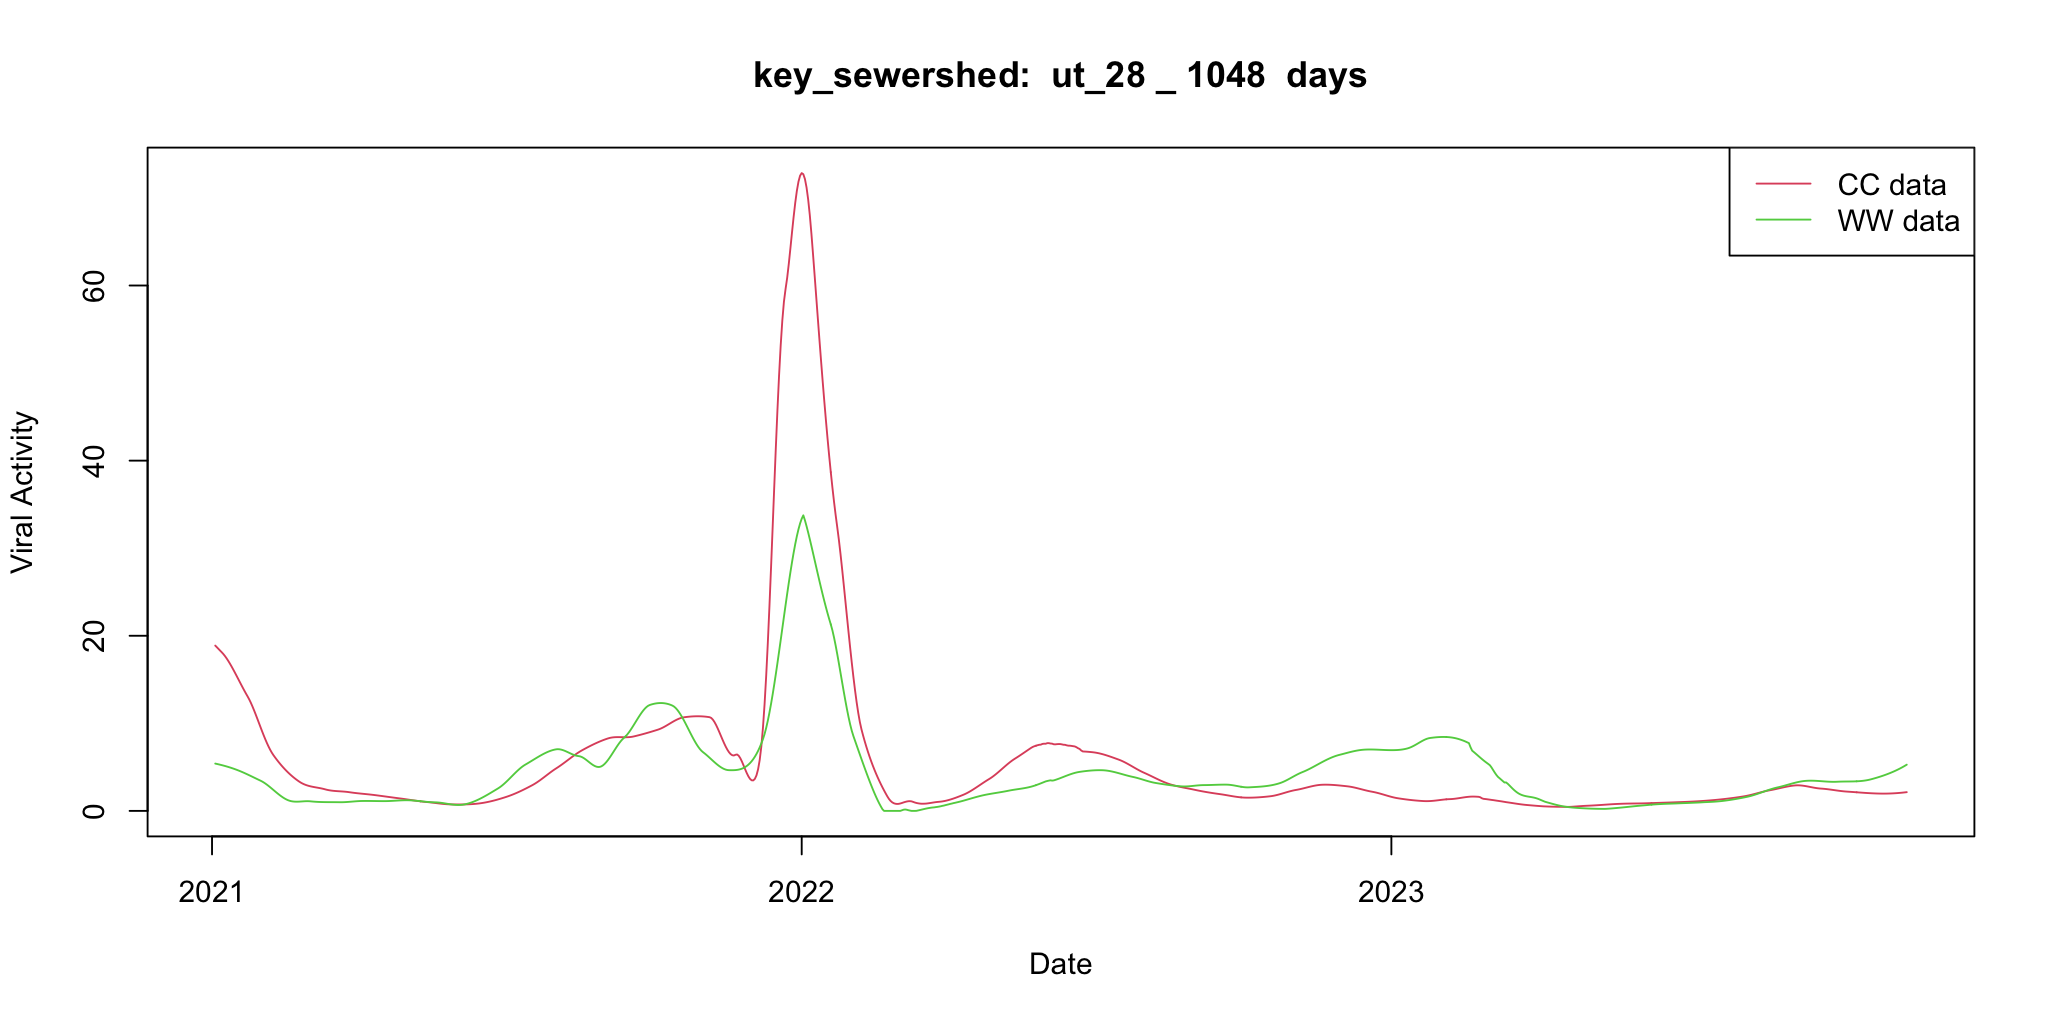 key_sewershed:  ut_28 _ 1048  days
CC data
WW data
Viral Activity
60
40
20
0
2021
2022
2023
Date